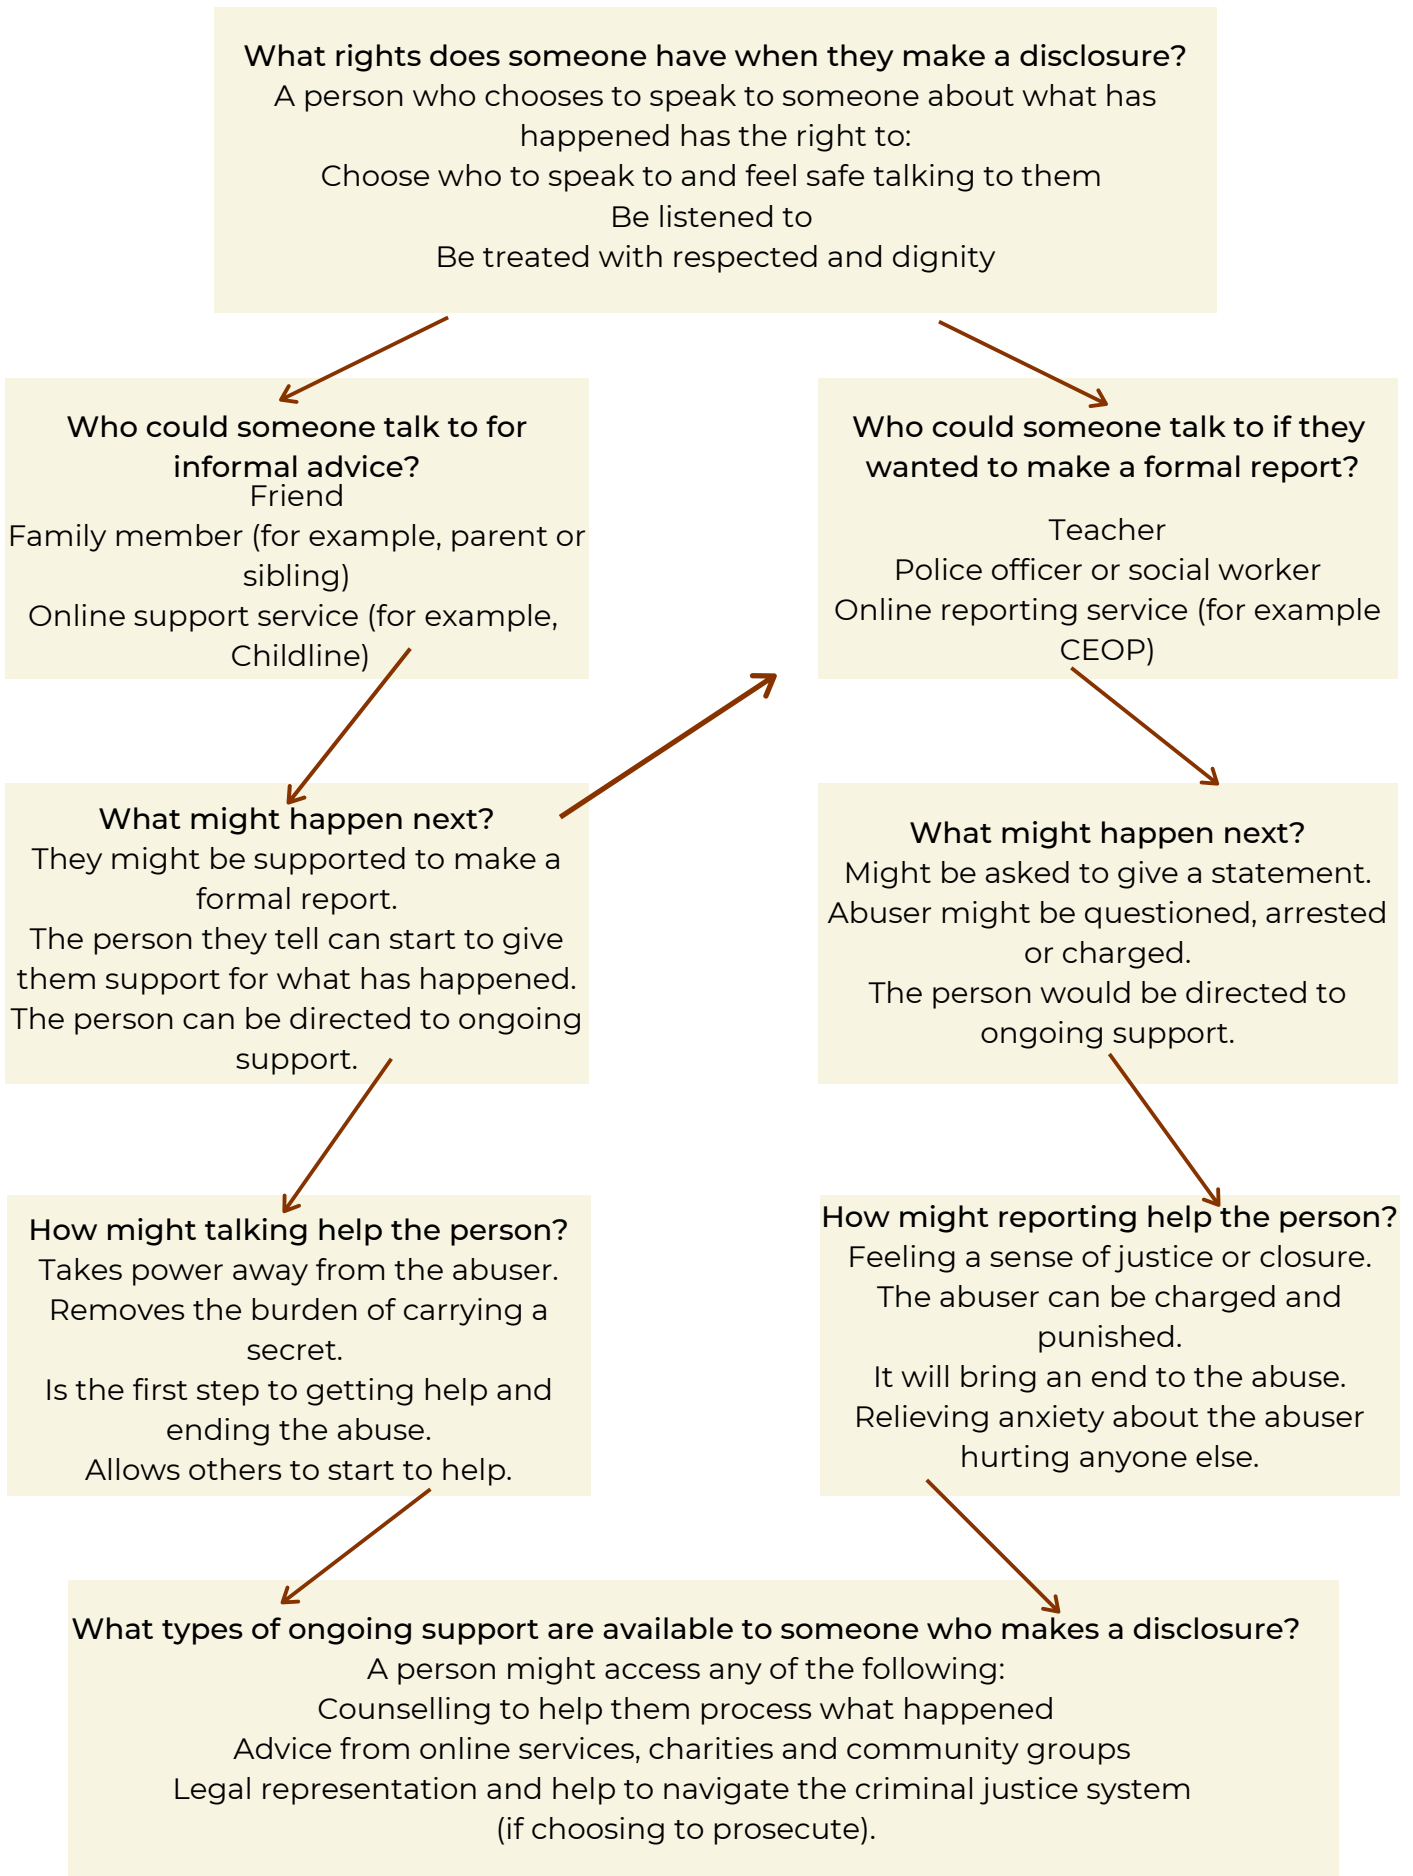 What rights does someone have when they make a disclosure?
A person who chooses to speak to someone about what has
happened has the right to:
Choose who to speak to and feel safe talking to them
Be listened to
Be treated with respected and dignity
Who could someone talk to for
informal advice?
Friend
Family member (for example, parent or
sibling)
Online support service (for example,
Childline)
Who could someone talk to if they
wanted to make a formal report?
Teacher
Police officer or social worker
Online reporting service (for example
CEOP)
What might happen next?
They might be supported to make a
formal report.
The person they tell can start to give
them support for what has happened.
The person can be directed to ongoing
support.
What might happen next?
Might be asked to give a statement.
Abuser might be questioned, arrested
or charged.
The person would be directed to
ongoing support.
How might talking help the person?
Takes power away from the abuser.
Removes the burden of carrying a
secret.
Is the first step to getting help and
ending the abuse.
Allows others to start to help.
How might reporting help the person?
Feeling a sense of justice or closure.
The abuser can be charged and
punished.
It will bring an end to the abuse.
Relieving anxiety about the abuser
hurting anyone else.
What types of ongoing support are available to someone who makes a disclosure?
A person might access any of the following:
Counselling to help them process what happened
Advice from online services, charities and community groups
Legal representation and help to navigate the criminal justice system
(if choosing to prosecute).